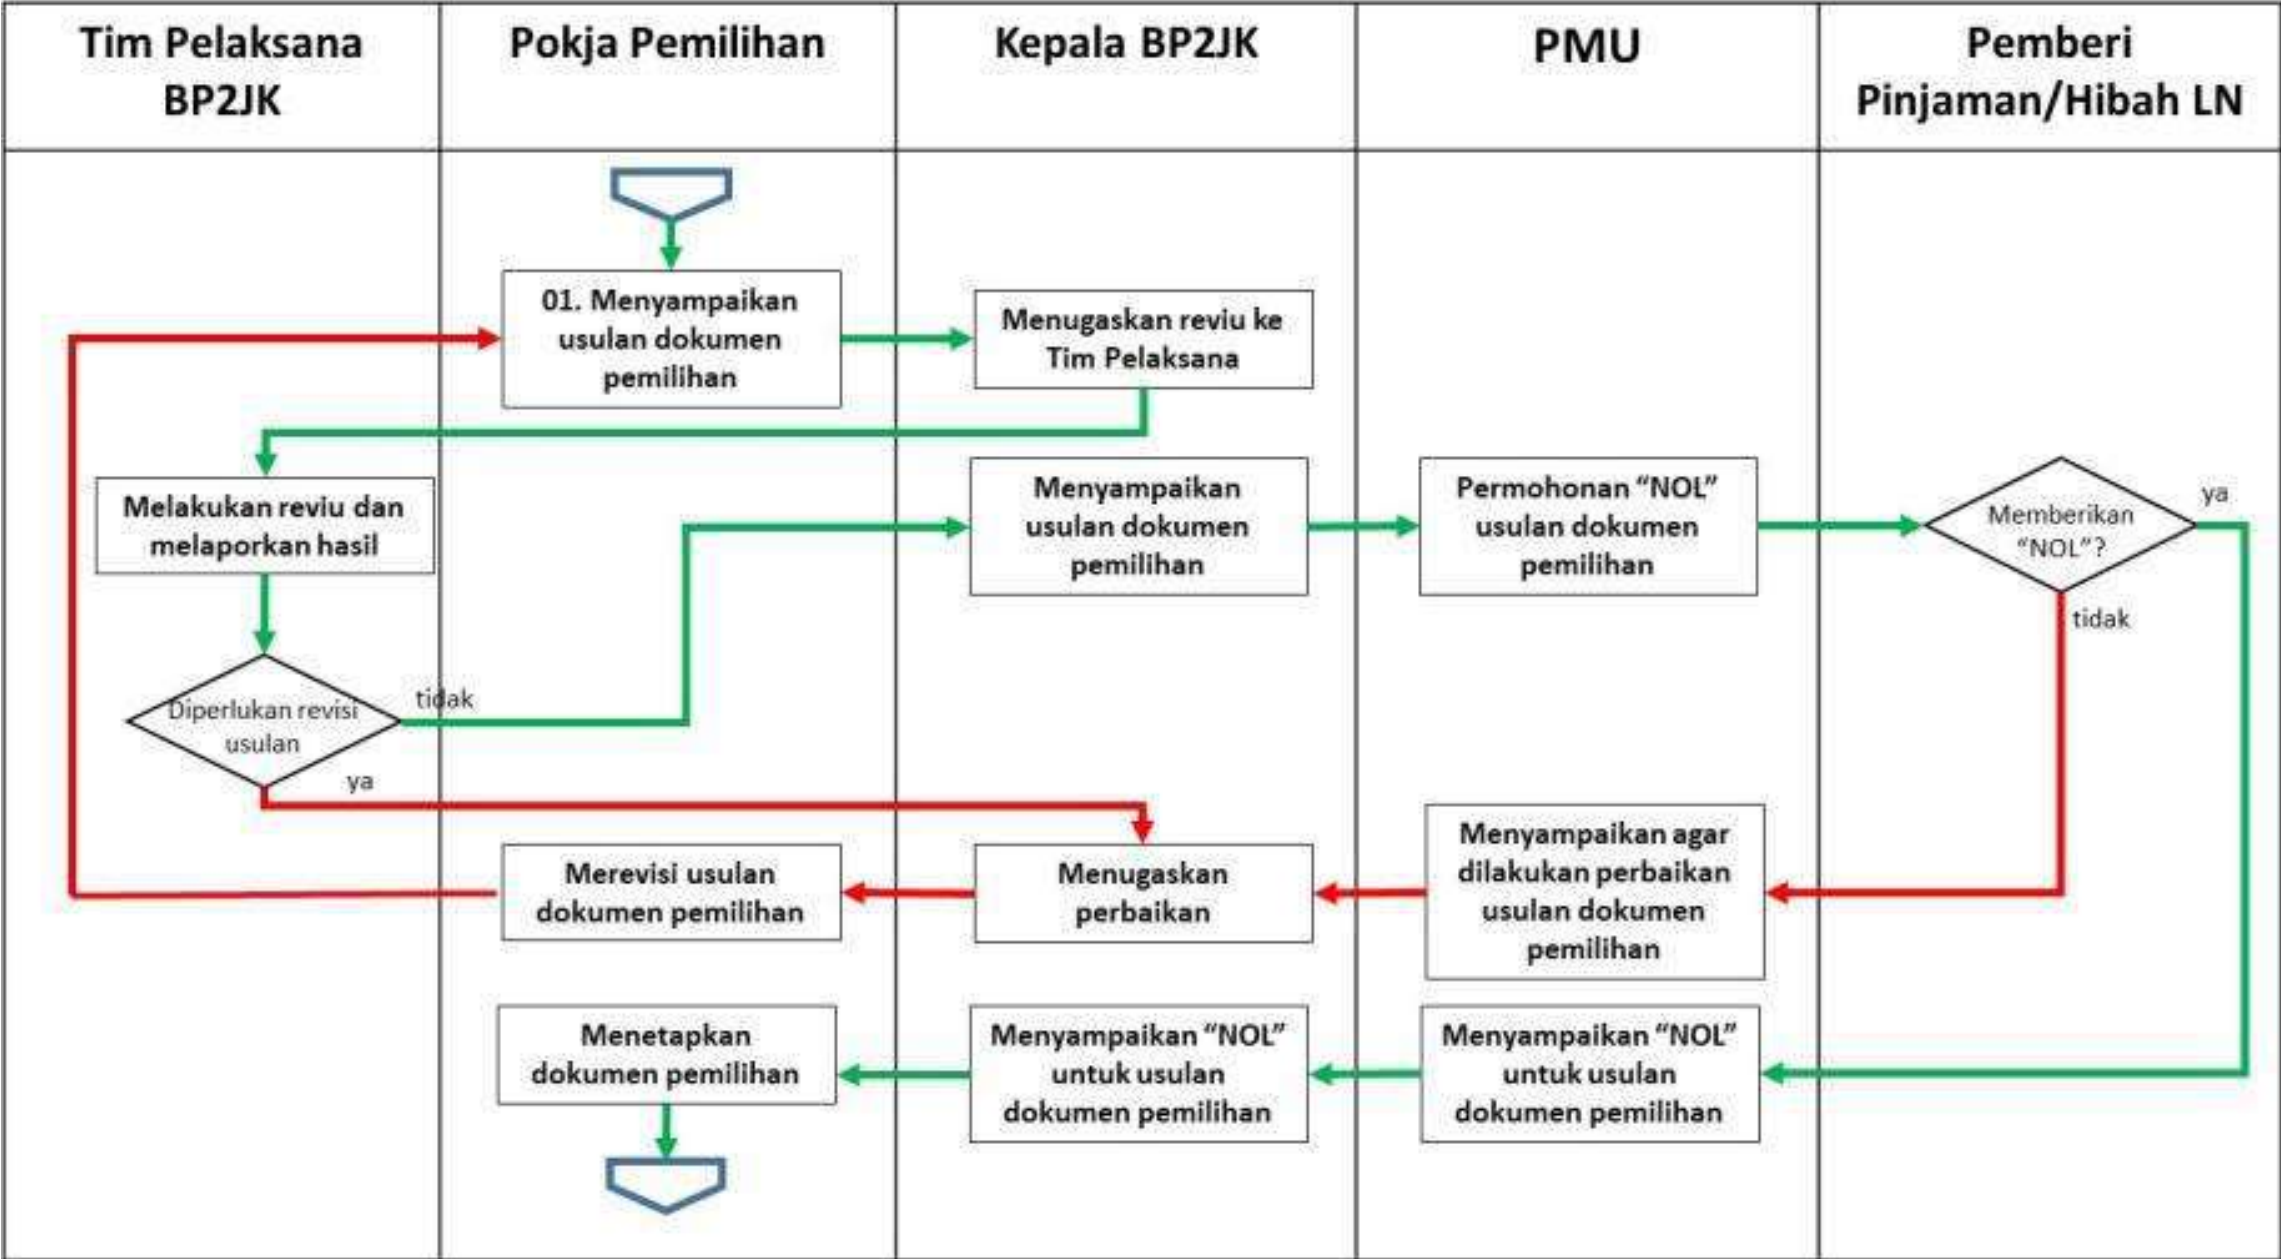 Tim Pelaksana
BP2JK
Pokja Pemilihan
Kepala BP2JK
PMU
Pemberi
Pinjaman/Hibah LN
01. Menyampaikan
usulan dokumen
pemilihan
Menugaskan reviu ke
Tim Pelaksana
Melakukan reviu dan
melaporkan hasil
Menyampaikan
usulan dokumen
pemilihan
Permohonan “NOL”
usulan dokumen
pemilihan
Memberikan
“NOL”?
ya
tidak
Diperlukan revisi
usulan
tidak
ya
Merevisi usulan
dokumen pemilihan
Menugaskan
perbaikan
Menyampaikan agar
dilakukan perbaikan
usulan dokumen
pemilihan
Menetapkan
dokumen pemilihan
Menyampaikan “NOL”
untuk usulan
dokumen pemilihan
Menyampaikan “NOL”
untuk usulan
dokumen pemilihan